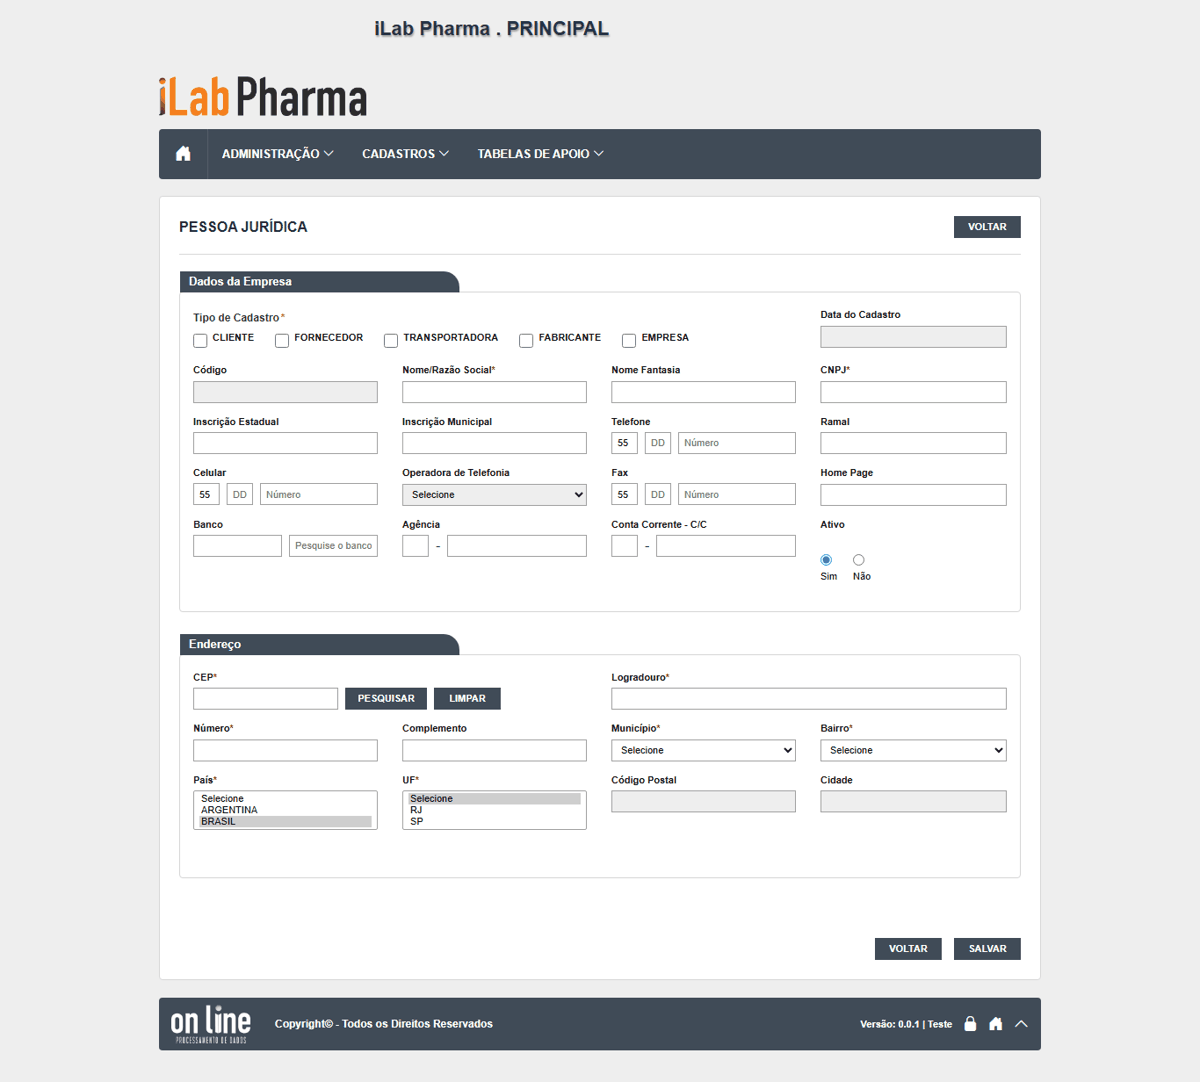 iLab Pharma . PRINCIPAL
iLab Pharma
ADMINISTRAÇÃO CADASTROS TABELAS DE APOIO
PESSOA JURÍDICA VOLTAR
Dados da Empresa
Tipo de Cadastro* Data do Cadastro
CLIENTE FORNECEDOR TRANSPORTADORA FABRICANTE EMPRESA
Código Nome/Razão Social* Nome Fantasia CNPJ*
Inscrição Estadual Inscrição Municipal Telefone Ramal
55 DD Número
Celular Operadora de Telefonia Fax Home Page
55 DD Número Selecione 55 DD Número
Banco Agência Conta Corrente - C/C Ativo
Pesquise o banco - -
Sim Não
Endereço
CEP* Logradouro*
PESQUISAR LIMPAR
Número* Complemento Município* Bairro*
Selecione Selecione
País* UF* Código Postal Cidade
Selecione Selecione
ARGENTINA RJ
BRASIL SP
VOLTAR SALVAR
on line
PROCESSAMENTO DE DADOS
Copyright© - Todos os Direitos Reservados Versão: 0.0.1 | Teste